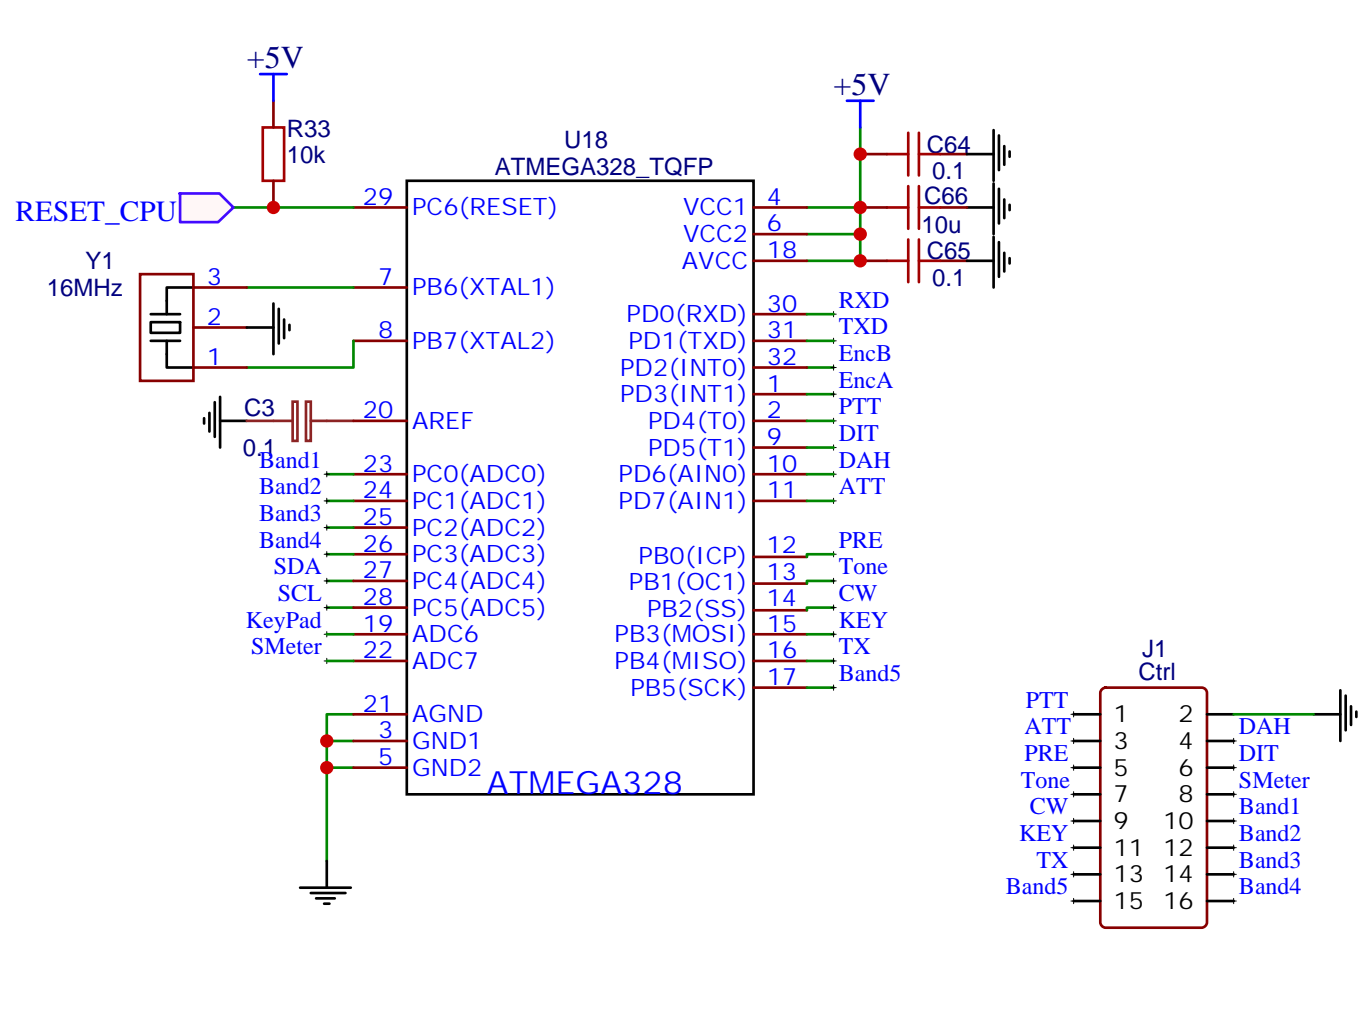 +5V
R33
10k
RESET_CPU
Y1
16MHz
3
2
1
C3
0.1
U18
ATMEGA328_TQFP
29 PC6(RESET)
7 PB6(XTAL1)
8 PB7(XTAL2)
20 AREF
Band1 23 PC0(ADC0)
Band2 24 PC1(ADC1)
Band3 25 PC2(ADC2)
Band4 26 PC3(ADC3)
SDA 27 PC4(ADC4)
SCL 28 PC5(ADC5)
KeyPad 19 ADC6
SMeter 22 ADC7
21 AGND
3 GND1
5 GND2
ATMEGA328
VCC1 4
VCC2 6
AVCC 18
PD0(RXD) 30 RXD
PD1(TXD) 31 TXD
PD2(INT0) 32 EncB
PD3(INT1) 1 EncA
PD4(T0) 2 PTT
PD5(T1) 9 DIT
PD6(AIN0) 10 DAH
PD7(AIN1) 11 ATT
PB0(ICP) 12 PRE
PB1(OC1) 13 Tone
PB2(SS) 14 CW
PB3(MOSI) 15 KEY
PB4(MISO) 16 TX
PB5(SCK) 17 Band5
+5V
C64
0.1
C66
10u
C65
0.1
J1
Ctrl
PTT 1 2
ATT 3 4 DAH
PRE 5 6 DIT
Tone 7 8 SMeter
CW 9 10 Band1
KEY 11 12 Band2
TX 13 14 Band3
Band5 15 16 Band4